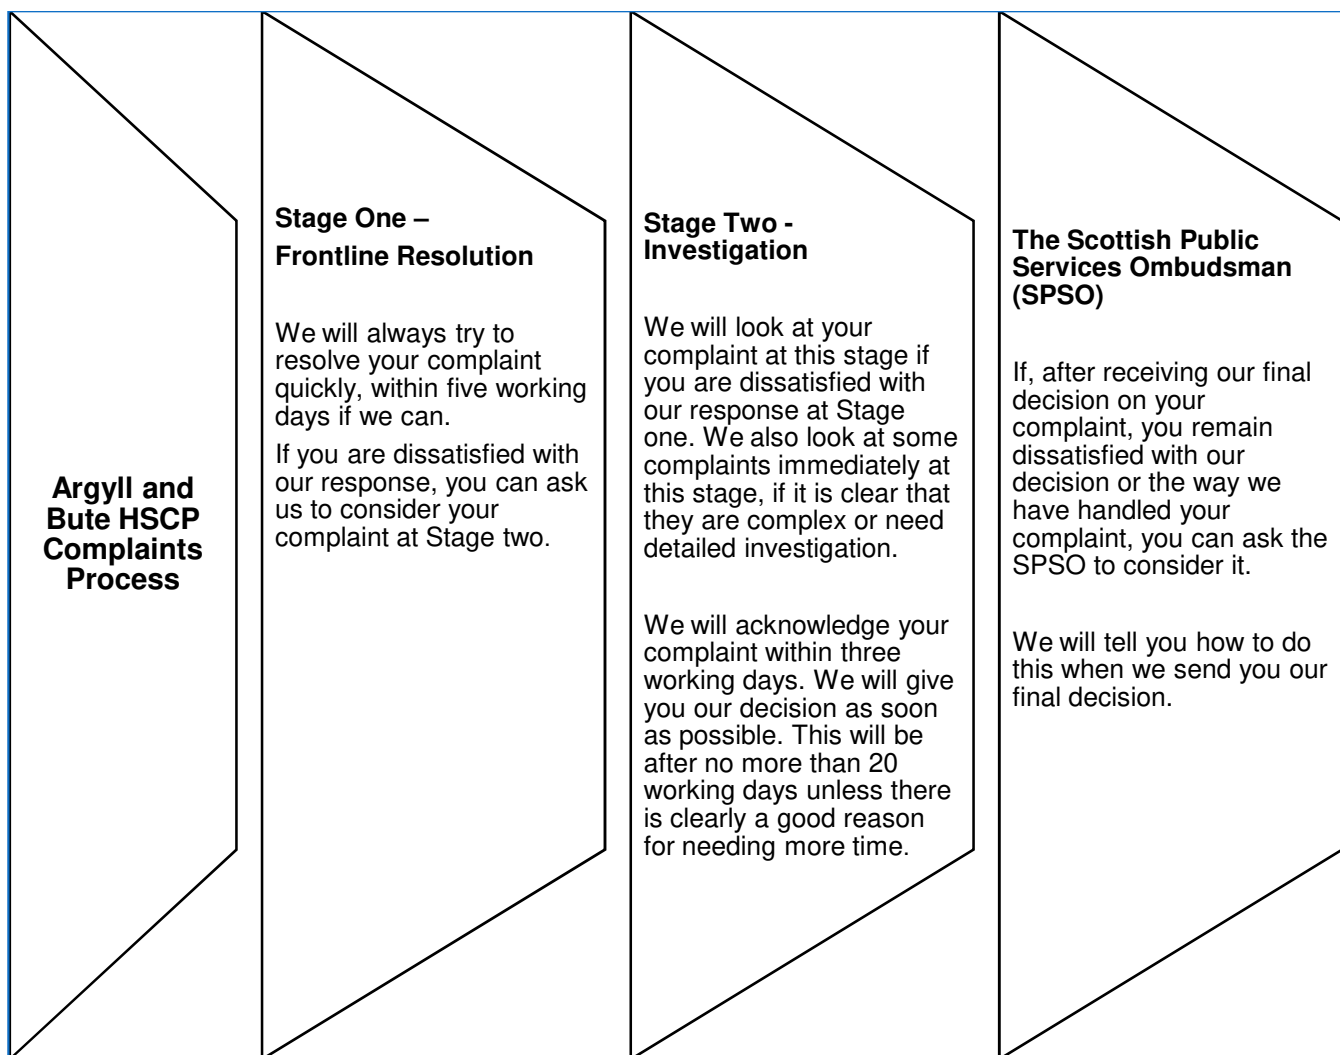 Argyll and
Bute HSCP
Complaints
Process
Stage One –
Frontline Resolution
We will always try to
resolve your complaint
quickly, within five working
days if we can.
If you are dissatisfied with
our response, you can ask
us to consider your
complaint at Stage two.
Stage Two -
Investigation
We will look at your
complaint at this stage if
you are dissatisfied with
our response at Stage
one. We also look at some
complaints immediately at
this stage, if it is clear that
they are complex or need
detailed investigation.
We will acknowledge your
complaint within three
working days. We will give
you our decision as soon
as possible. This will be
after no more than 20
working days unless there
is clearly a good reason
for needing more time.
The Scottish Public
Services Ombudsman
(SPSO)
If, after receiving our final
decision on your
complaint, you remain
dissatisfied with our
decision or the way we
have handled your
complaint, you can ask the
SPSO to consider it.
We will tell you how to do
this when we send you our
final decision.